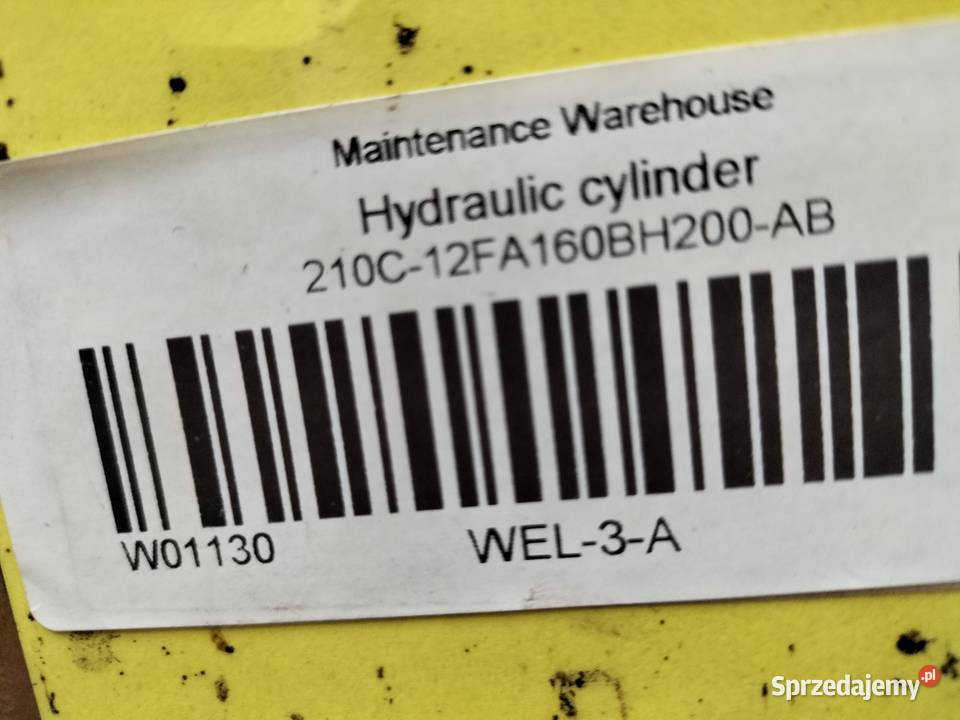 Maintenance Warehouse
Hydraulic cylinder
210C-12FA160BH200-AB
W01130 WEL-3-A
Sprzedajemy.pl